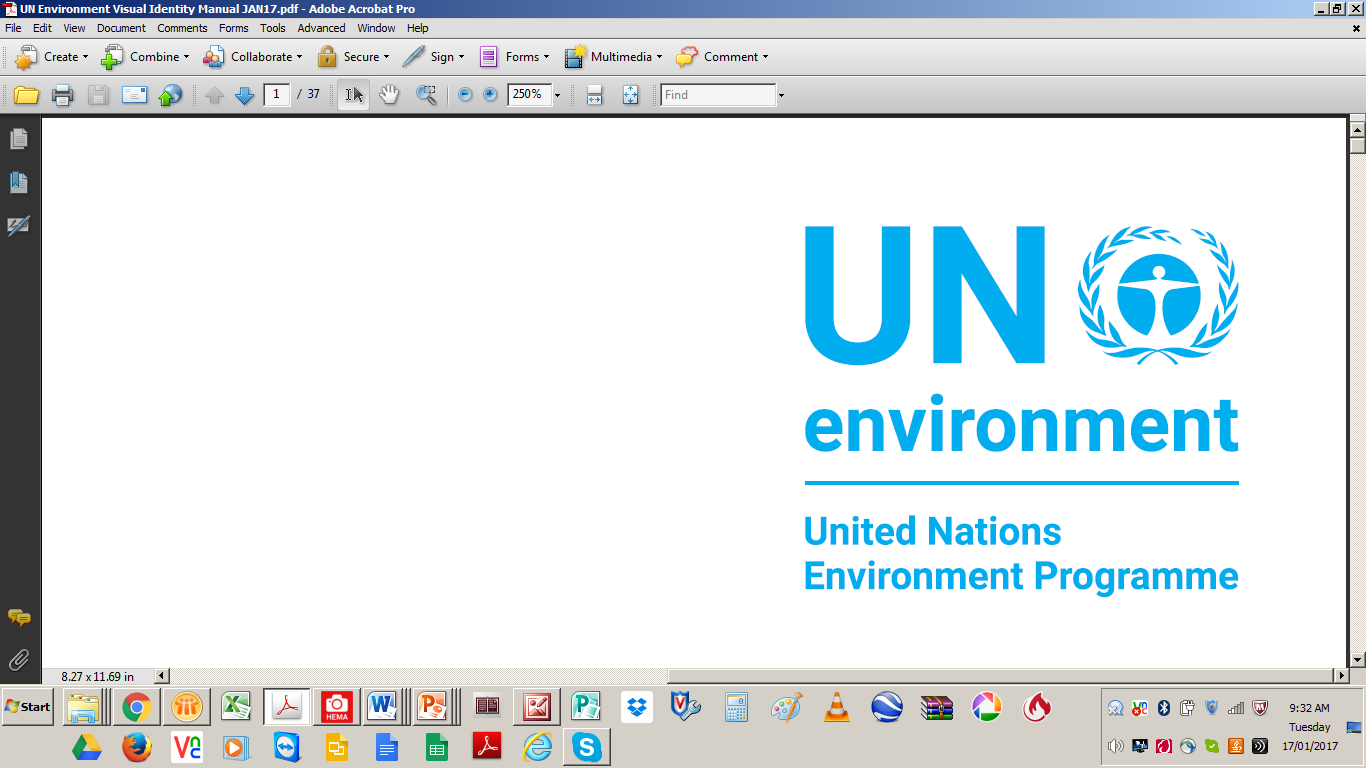 UN Environment Visual Identity Manual JAN17.pdf - Adobe Acrobat Pro
File Edit View Document Comments Forms Tools Advanced Window Help
Create Combine Collaborate Secure Sign Forms Multimedia Comment
1 / 37 250% Find
UN
environment
United Nations
Environment Programme
8.27 x 11.69 in
Start
HEMA
9:32 AM
Tuesday
17/01/2017